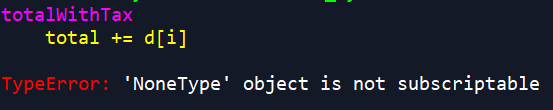 totalWithTax
    total += d[i]
TypeError: 'NoneType' object is not subscriptable